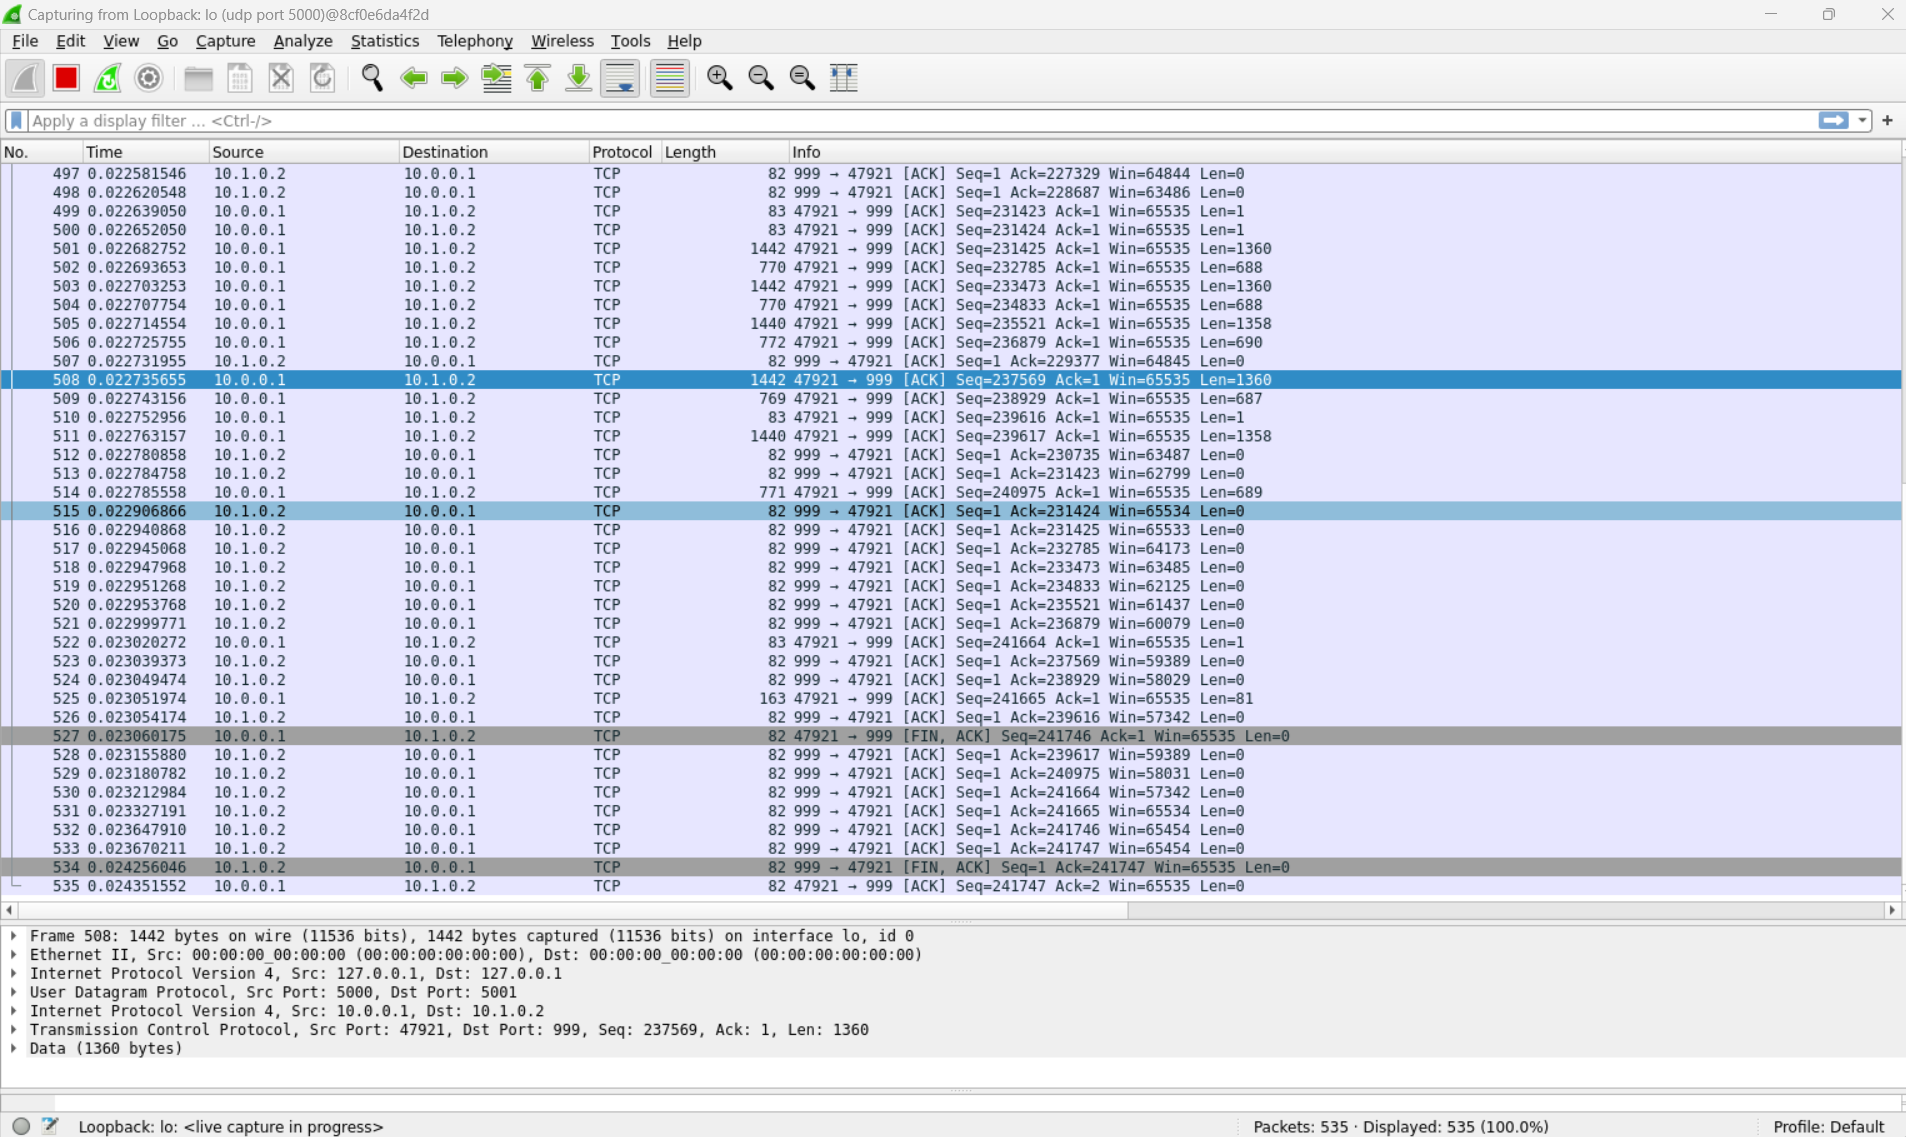 Capturing from Loopback: lo (udp port 5000)@8cf0e6da4f2d
File Edit View Go Capture Analyze Statistics Telephony Wireless Tools Help
Apply a display filter … <Ctrl-/>
No. Time Source Destination Protocol Length Info
497 0.022581546 10.1.0.2 10.0.0.1 TCP 82 999 → 47921 [ACK] Seq=1 Ack=227329 Win=64844 Len=0
498 0.022620548 10.1.0.2 10.0.0.1 TCP 82 999 → 47921 [ACK] Seq=1 Ack=228687 Win=63486 Len=0
499 0.022639050 10.0.0.1 10.1.0.2 TCP 83 47921 → 999 [ACK] Seq=231423 Ack=1 Win=65535 Len=1
500 0.022652050 10.0.0.1 10.1.0.2 TCP 83 47921 → 999 [ACK] Seq=231424 Ack=1 Win=65535 Len=1
501 0.022682752 10.0.0.1 10.1.0.2 TCP 1442 47921 → 999 [ACK] Seq=231425 Ack=1 Win=65535 Len=1360
502 0.022693653 10.0.0.1 10.1.0.2 TCP 770 47921 → 999 [ACK] Seq=232785 Ack=1 Win=65535 Len=688
503 0.022703253 10.0.0.1 10.1.0.2 TCP 1442 47921 → 999 [ACK] Seq=233473 Ack=1 Win=65535 Len=1360
504 0.022707754 10.0.0.1 10.1.0.2 TCP 770 47921 → 999 [ACK] Seq=234833 Ack=1 Win=65535 Len=688
505 0.022714554 10.0.0.1 10.1.0.2 TCP 1440 47921 → 999 [ACK] Seq=235521 Ack=1 Win=65535 Len=1358
506 0.022725755 10.0.0.1 10.1.0.2 TCP 772 47921 → 999 [ACK] Seq=236879 Ack=1 Win=65535 Len=690
507 0.022731955 10.1.0.2 10.0.0.1 TCP 82 999 → 47921 [ACK] Seq=1 Ack=229377 Win=64845 Len=0
508 0.022735655 10.0.0.1 10.1.0.2 TCP 1442 47921 → 999 [ACK] Seq=237569 Ack=1 Win=65535 Len=1360
509 0.022743156 10.0.0.1 10.1.0.2 TCP 769 47921 → 999 [ACK] Seq=238929 Ack=1 Win=65535 Len=687
510 0.022752956 10.0.0.1 10.1.0.2 TCP 83 47921 → 999 [ACK] Seq=239616 Ack=1 Win=65535 Len=1
511 0.022763157 10.0.0.1 10.1.0.2 TCP 1440 47921 → 999 [ACK] Seq=239617 Ack=1 Win=65535 Len=1358
512 0.022780858 10.1.0.2 10.0.0.1 TCP 82 999 → 47921 [ACK] Seq=1 Ack=230735 Win=63487 Len=0
513 0.022784758 10.1.0.2 10.0.0.1 TCP 82 999 → 47921 [ACK] Seq=1 Ack=231423 Win=62799 Len=0
514 0.022785558 10.0.0.1 10.1.0.2 TCP 771 47921 → 999 [ACK] Seq=240975 Ack=1 Win=65535 Len=689
515 0.022906866 10.1.0.2 10.0.0.1 TCP 82 999 → 47921 [ACK] Seq=1 Ack=231424 Win=65534 Len=0
516 0.022940868 10.1.0.2 10.0.0.1 TCP 82 999 → 47921 [ACK] Seq=1 Ack=231425 Win=65533 Len=0
517 0.022945068 10.1.0.2 10.0.0.1 TCP 82 999 → 47921 [ACK] Seq=1 Ack=232785 Win=64173 Len=0
518 0.022947968 10.1.0.2 10.0.0.1 TCP 82 999 → 47921 [ACK] Seq=1 Ack=233473 Win=63485 Len=0
519 0.022951268 10.1.0.2 10.0.0.1 TCP 82 999 → 47921 [ACK] Seq=1 Ack=234833 Win=62125 Len=0
520 0.022953768 10.1.0.2 10.0.0.1 TCP 82 999 → 47921 [ACK] Seq=1 Ack=235521 Win=61437 Len=0
521 0.022999771 10.1.0.2 10.0.0.1 TCP 82 999 → 47921 [ACK] Seq=1 Ack=236879 Win=60079 Len=0
522 0.023020272 10.0.0.1 10.1.0.2 TCP 83 47921 → 999 [ACK] Seq=241664 Ack=1 Win=65535 Len=1
523 0.023039373 10.1.0.2 10.0.0.1 TCP 82 999 → 47921 [ACK] Seq=1 Ack=237569 Win=59389 Len=0
524 0.023049474 10.1.0.2 10.0.0.1 TCP 82 999 → 47921 [ACK] Seq=1 Ack=238929 Win=58029 Len=0
525 0.023051974 10.0.0.1 10.1.0.2 TCP 163 47921 → 999 [ACK] Seq=241665 Ack=1 Win=65535 Len=81
526 0.023054174 10.1.0.2 10.0.0.1 TCP 82 999 → 47921 [ACK] Seq=1 Ack=239616 Win=57342 Len=0
527 0.023060175 10.0.0.1 10.1.0.2 TCP 82 47921 → 999 [FIN, ACK] Seq=241746 Ack=1 Win=65535 Len=0
528 0.023155880 10.1.0.2 10.0.0.1 TCP 82 999 → 47921 [ACK] Seq=1 Ack=239617 Win=59389 Len=0
529 0.023180782 10.1.0.2 10.0.0.1 TCP 82 999 → 47921 [ACK] Seq=1 Ack=240975 Win=58031 Len=0
530 0.023212984 10.1.0.2 10.0.0.1 TCP 82 999 → 47921 [ACK] Seq=1 Ack=241664 Win=57342 Len=0
531 0.023327191 10.1.0.2 10.0.0.1 TCP 82 999 → 47921 [ACK] Seq=1 Ack=241665 Win=65534 Len=0
532 0.023647910 10.1.0.2 10.0.0.1 TCP 82 999 → 47921 [ACK] Seq=1 Ack=241746 Win=65454 Len=0
533 0.023670211 10.1.0.2 10.0.0.1 TCP 82 999 → 47921 [ACK] Seq=1 Ack=241747 Win=65454 Len=0
534 0.024256046 10.1.0.2 10.0.0.1 TCP 82 999 → 47921 [FIN, ACK] Seq=1 Ack=241747 Win=65535 Len=0
535 0.024351552 10.0.0.1 10.1.0.2 TCP 82 47921 → 999 [ACK] Seq=241747 Ack=2 Win=65535 Len=0
Frame 508: 1442 bytes on wire (11536 bits), 1442 bytes captured (11536 bits) on interface lo, id 0
Ethernet II, Src: 00:00:00_00:00:00 (00:00:00:00:00:00), Dst: 00:00:00_00:00:00 (00:00:00:00:00:00)
Internet Protocol Version 4, Src: 127.0.0.1, Dst: 127.0.0.1
User Datagram Protocol, Src Port: 5000, Dst Port: 5001
Internet Protocol Version 4, Src: 10.0.0.1, Dst: 10.1.0.2
Transmission Control Protocol, Src Port: 47921, Dst Port: 999, Seq: 237569, Ack: 1, Len: 1360
Data (1360 bytes)
Loopback: lo: <live capture in progress> Packets: 535 · Displayed: 535 (100.0%) Profile: Default